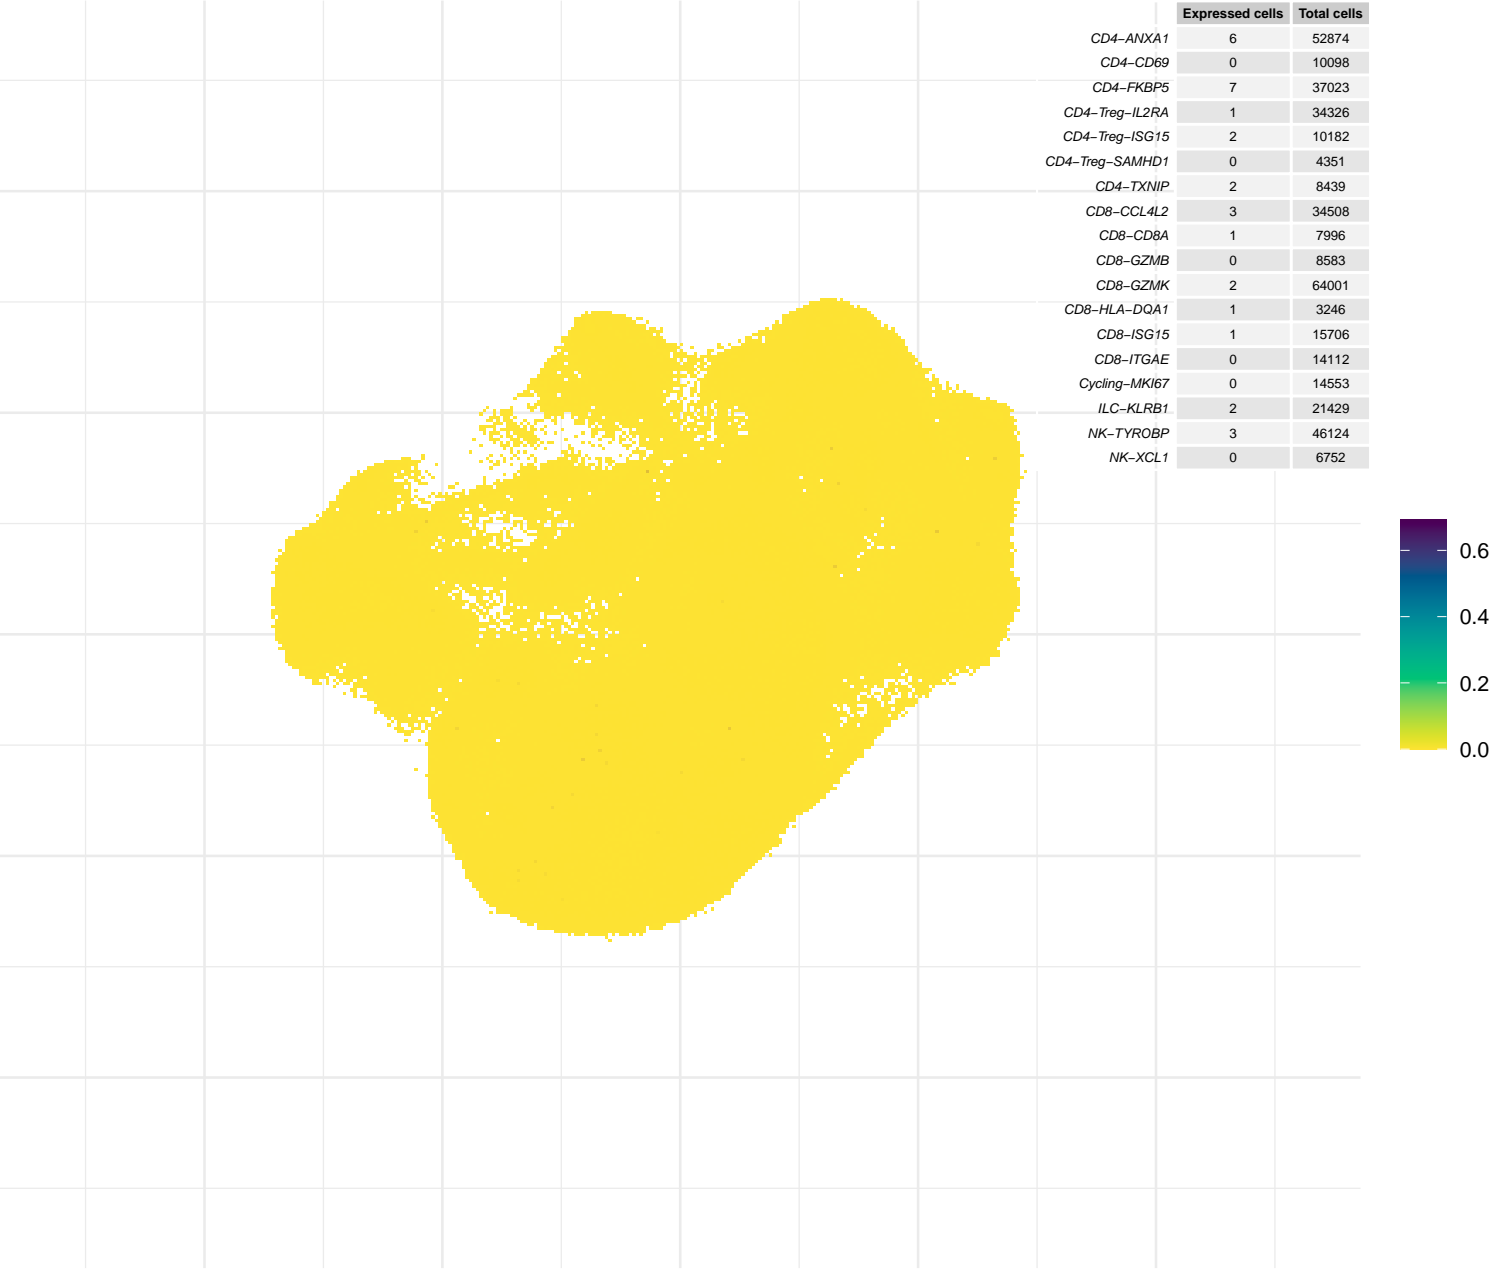 Expressed cells Total cells
CD4−ANXA1 6 52874
CD4−CD69 0 10098
CD4−FKBP5 7 37023
CD4−Treg−IL2RA 1 34326
CD4−Treg−ISG15 2 10182
CD4−Treg−SAMHD1 0 4351
CD4−TXNIP 2 8439
CD8−CCL4L2 3 34508
CD8−CD8A 1 7996
CD8−GZMB 0 8583
CD8−GZMK 2 64001
CD8−HLA−DQA1 1 3246
CD8−ISG15 1 15706
CD8−ITGAE 0 14112
Cycling−MKI67 0 14553
ILC−KLRB1 2 21429
NK−TYROBP 3 46124
NK−XCL1 0 6752
0.6
0.4
0.2
0.0